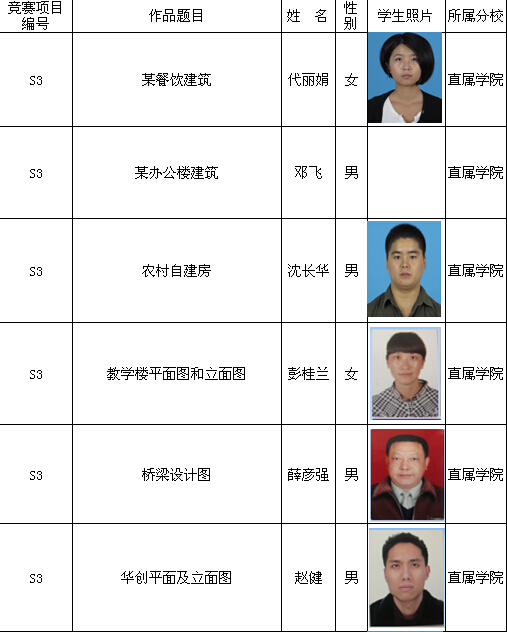 竞赛项目编号 作品题目 姓 名 性别 学生照片 所属分校
S3 某餐饮建筑 代丽娟 女 直属学院
S3 某办公楼建筑 邓飞 男 直属学院
S3 农村自建房 沈长华 男 直属学院
S3 教学楼平面图和立面图 彭桂兰 女 直属学院
S3 桥梁设计图 薛彦强 男 直属学院
S3 华创平面及立面图 赵健 男 直属学院